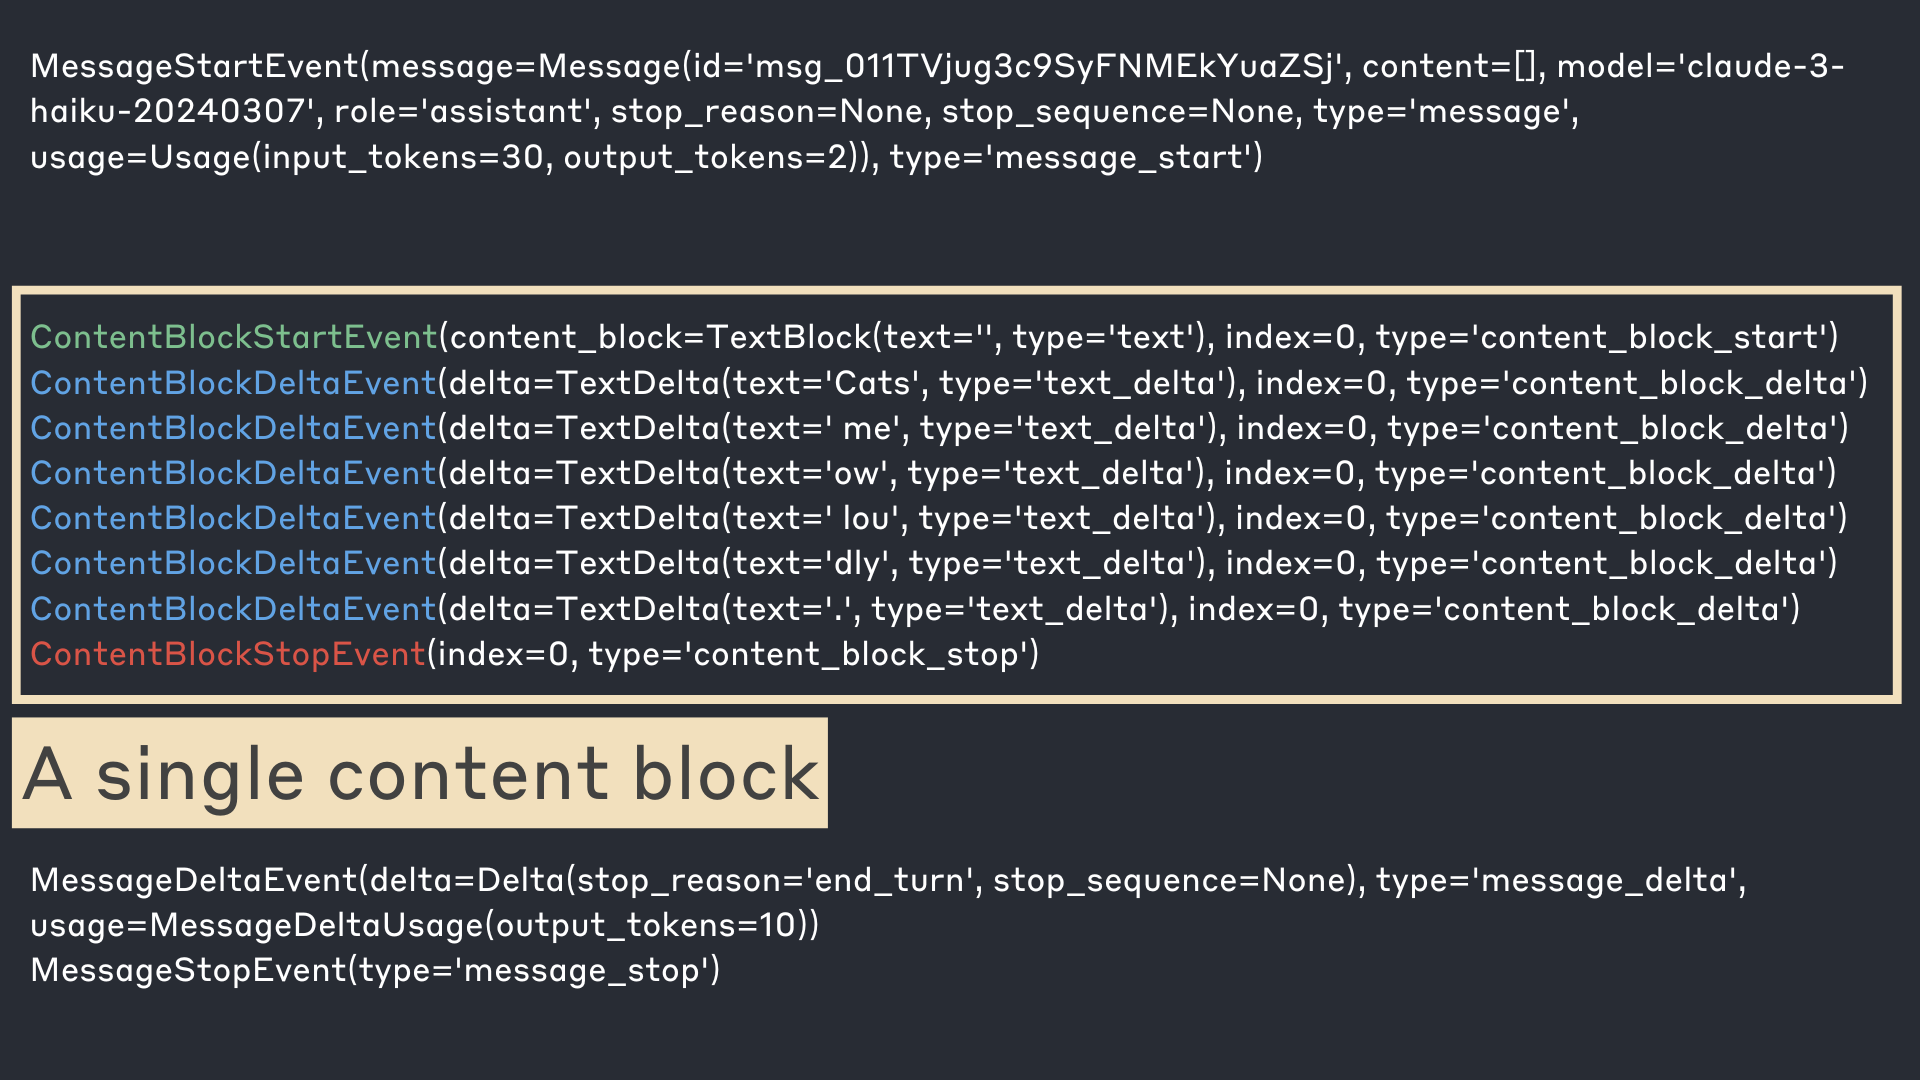 MessageStartEvent(message=Message(id='msg_011TVjug3c9SyFNMEkYuaZSj', content=[], model='claude-3-
haiku-20240307', role='assistant', stop_reason=None, stop_sequence=None, type='message',
usage=Usage(input_tokens=30, output_tokens=2)), type='message_start')
ContentBlockStartEvent(content_block=TextBlock(text='', type='text'), index=0, type='content_block_start')
ContentBlockDeltaEvent(delta=TextDelta(text='Cats', type='text_delta'), index=0, type='content_block_delta')
ContentBlockDeltaEvent(delta=TextDelta(text=' me', type='text_delta'), index=0, type='content_block_delta')
ContentBlockDeltaEvent(delta=TextDelta(text='ow', type='text_delta'), index=0, type='content_block_delta')
ContentBlockDeltaEvent(delta=TextDelta(text=' lou', type='text_delta'), index=0, type='content_block_delta')
ContentBlockDeltaEvent(delta=TextDelta(text='dly', type='text_delta'), index=0, type='content_block_delta')
ContentBlockDeltaEvent(delta=TextDelta(text='.', type='text_delta'), index=0, type='content_block_delta')
ContentBlockStopEvent(index=0, type='content_block_stop')
A single content block
MessageDeltaEvent(delta=Delta(stop_reason='end_turn', stop_sequence=None), type='message_delta',
usage=MessageDeltaUsage(output_tokens=10))
MessageStopEvent(type='message_stop')